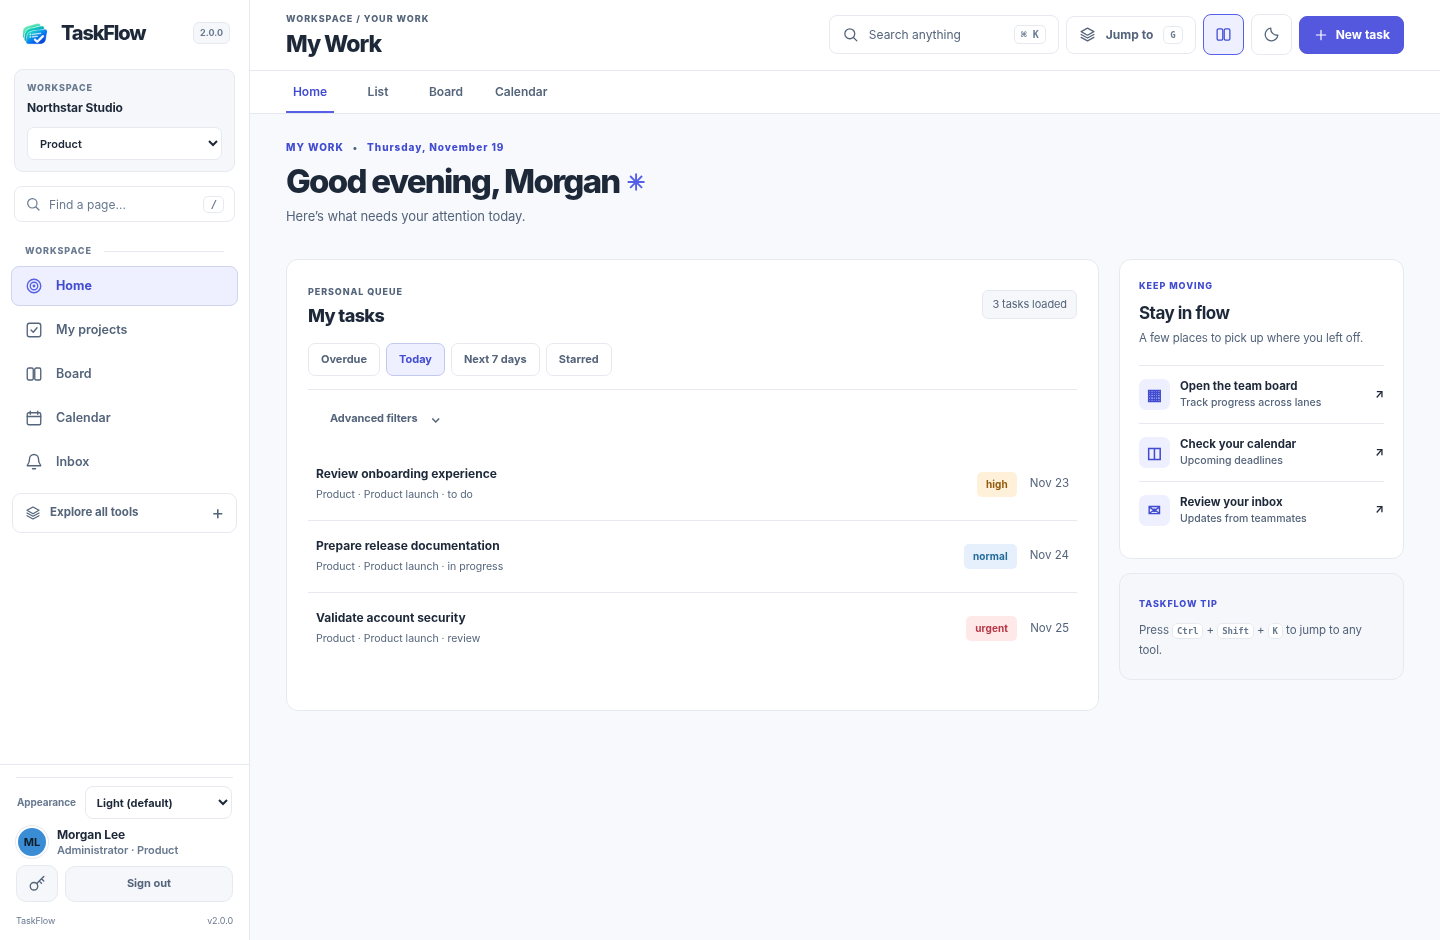 TaskFlow
2.0.0
WORKSPACE
Northstar Studio
Product
Find a page...
/
WORKSPACE
Home
My projects
Board
Calendar
Inbox
Explore all tools
+
Appearance
Light (default)
ML
Morgan Lee
Administrator · Product
Sign out
TaskFlow
v2.0.0
WORKSPACE / YOUR WORK
My Work
Search anything
⌘ K
Jump to
G
+ New task
Home
List
Board
Calendar
MY WORK • Thursday, November 19
Good evening, Morgan ✳
Here's what needs your attention today.
PERSONAL QUEUE
My tasks
3 tasks loaded
Overdue
Today
Next 7 days
Starred
Advanced filters
Review onboarding experience
Product · Product launch · to do
high
Nov 23
Prepare release documentation
Product · Product launch · in progress
normal
Nov 24
Validate account security
Product · Product launch · review
urgent
Nov 25
KEEP MOVING
Stay in flow
A few places to pick up where you left off.
Open the team board
Track progress across lanes
Check your calendar
Upcoming deadlines
Review your inbox
Updates from teammates
TASKFLOW TIP
Press Ctrl + Shift + K to jump to any
tool.